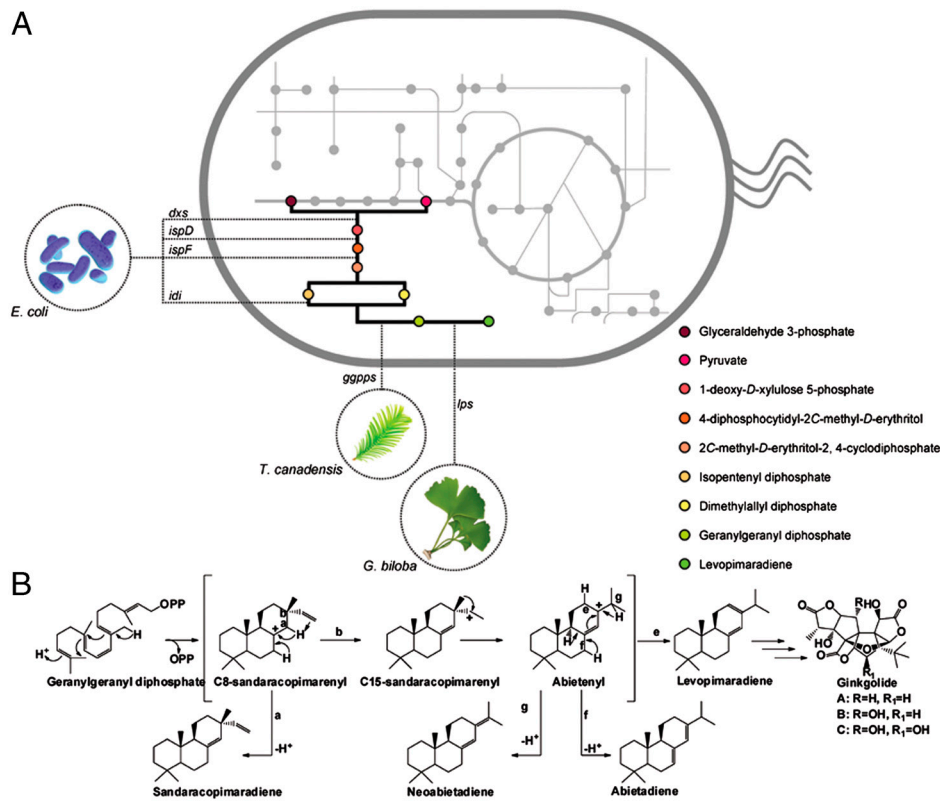 A
dxs
ispD
ispF
idi
E. coli
ggpps
lps
T. canadensis
G. biloba
Glyceraldehyde 3-phosphate
Pyruvate
1-deoxy-D-xylulose 5-phosphate
4-diphosphocytidyl-2C-methyl-D-erythritol
2C-methyl-D-erythritol-2, 4-cyclodiphosphate
Isopentenyl diphosphate
Dimethylallyl diphosphate
Geranylgeranyl diphosphate
Levopimaradiene
B
OPP
H
H+
OPP
Geranylgeranyl diphosphate
b
a
+
H
H
C8-sandaracopimarenyl
b
+
C15-sandaracopimarenyl
H
g
e
+
H
H
f
H
Abietenyl
e
Levopimaradiene
O
O
R
HO
O
O
HO
O
O
O
R1
Ginkgolide
A: R=H, R1=H
B: R=OH, R1=H
C: R=OH, R1=OH
a
-H+
Sandaracopimaradiene
g
-H+
Neoabietadiene
f
-H+
Abietadiene